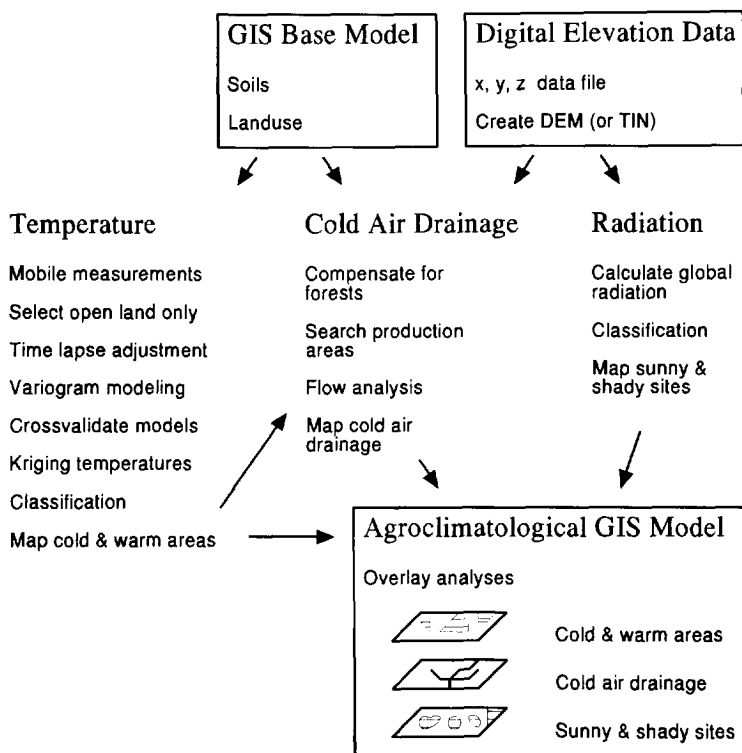 GIS Base Model
Soils
Landuse
Digital Elevation Data
x, y, z data file
Create DEM (or TIN)
Temperature
Mobile measurements
Select open land only
Time lapse adjustment
Variogram modeling
Crossvalidate models
Kriging temperatures
Classification
Map cold & warm areas
Cold Air Drainage
Compensate for
forests
Search production
areas
Flow analysis
Map cold air
drainage
Radiation
Calculate global
radiation
Classification
Map sunny &
shady sites
Agroclimatological GIS Model
Overlay analyses
Cold & warm areas
Cold air drainage
Sunny & shady sites